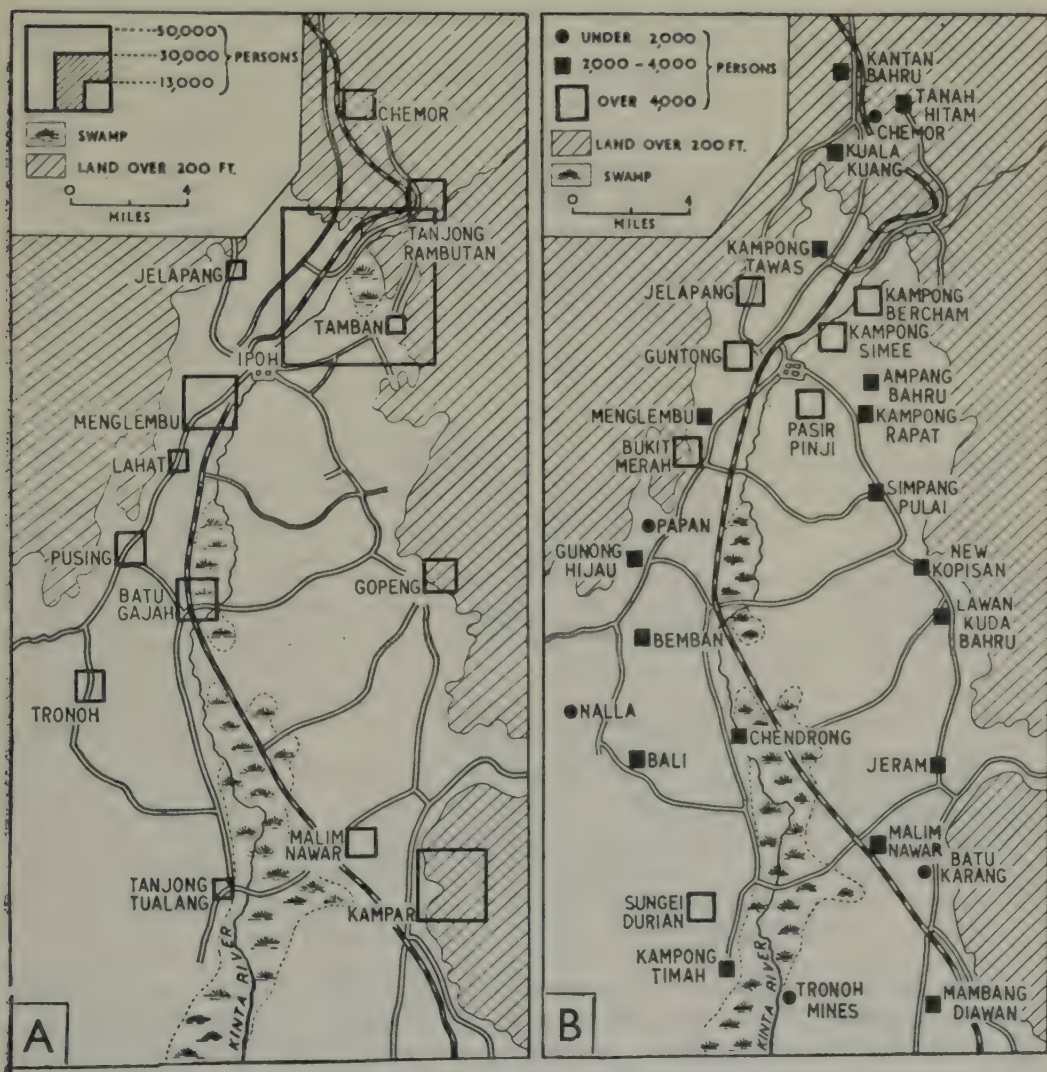 50,000
30,000
13,000
PERSONS
SWAMP
LAND OVER 200 FT.
0 4
MILES
CHEMOR
TANJONG
RAMBUTAN
JELAPANG
TAMBAN
IPOH
MENGLEMBU
LAHAT
PUSING
BATU
GAJAH
GOPENG
TRONOH
MALIM
NAWAR
TANJONG
TUALANG
KAMPAR
KINTA RIVER
A
UNDER 2,000
2,000 - 4,000
OVER 4,000
PERSONS
LAND OVER 200 FT.
SWAMP
0 4
MILES
KANTAN
BAHRU
TANAH
HITAM
CHEMOR
KUALA
KUANG
KAMPONG
TAWAS
JELAPANG
KAMPONG
BERCHAM
KAMPONG
SIMEE
GUNTONG
AMPANG
BAHRU
MENGLEMBU
KAMPONG
RAPAT
PASIR
PINJI
BUKIT
MERAH
SIMPANG
PULAI
PAPAN
GUNONG
HIJAU
NEW
KOPISAN
LAWAN
KUDA
BAHRU
BEMBAN
NALLA
CHENDRONG
BALI
JERAM
MALIM
NAWAR
BATU
KARANG
SUNGEI
DURIAN
KAMPONG
TIMAH
KINTA RIVER
TRONOH
MINES
MAMBANG
DIAWAN
B